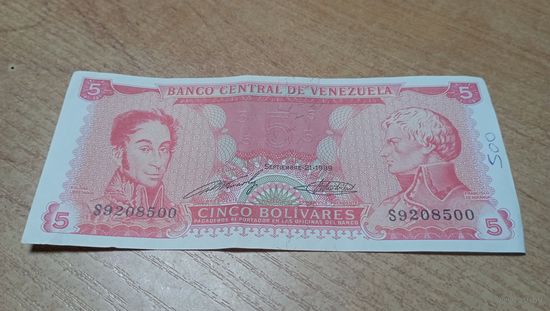 5 BANCO CENTRAL DE VENEZUELA 5
SEPTIEMBRE-21-1989
500
S9208500 S9208500
5 CINCO BOLÍVARES 5
PAGADEROS AL PORTADOR EN LAS OFICINAS DEL BANCO